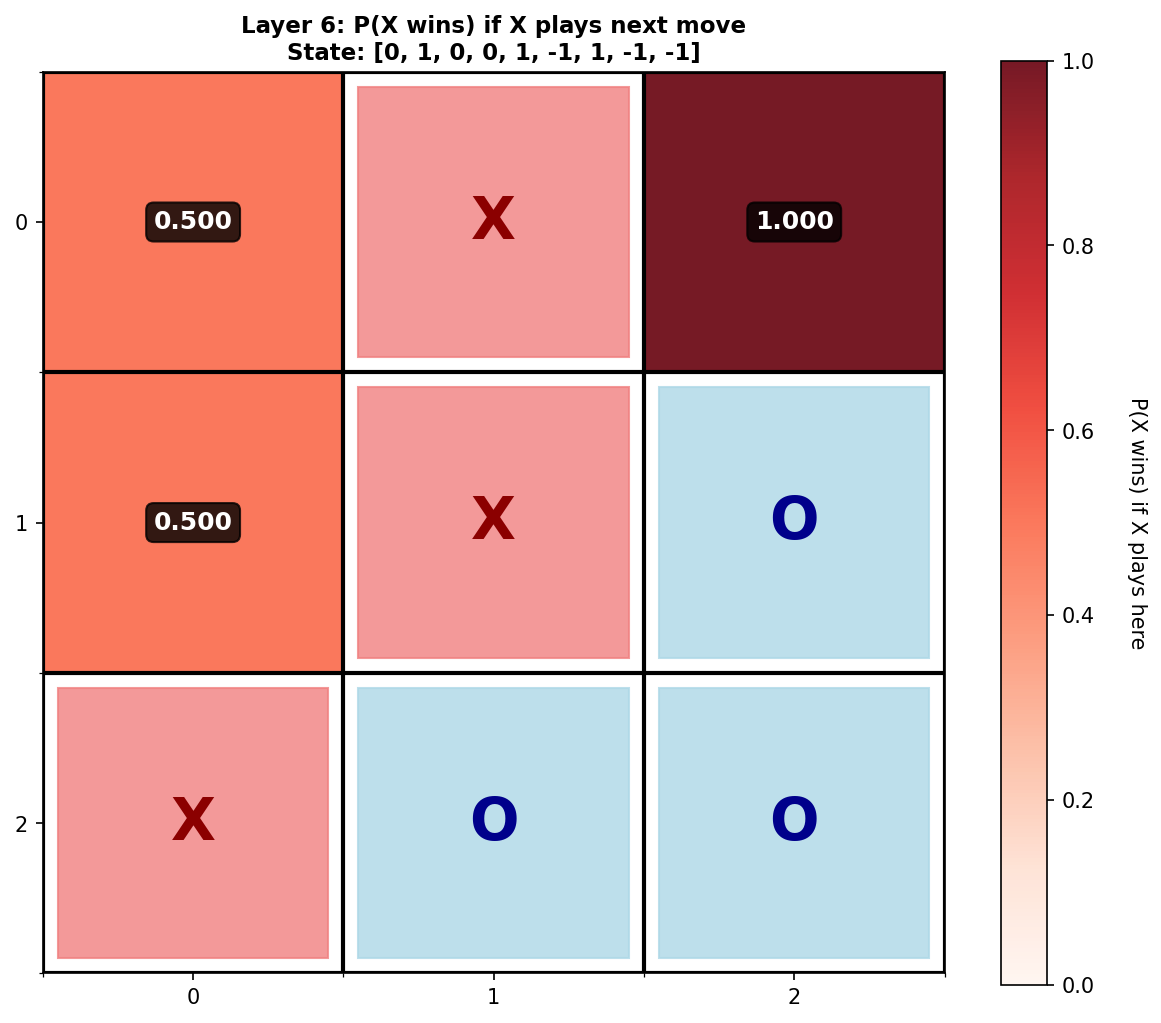 Layer 6: P(X wins) if X plays next move
State: [0, 1, 0, 0, 1, -1, 1, -1, -1]
0
0.500
X
1.000
1
0.500
X
O
2
X
O
O
0
1
2
1.0
0.8
0.6
0.4
0.2
0.0
P(X wins) if X plays here